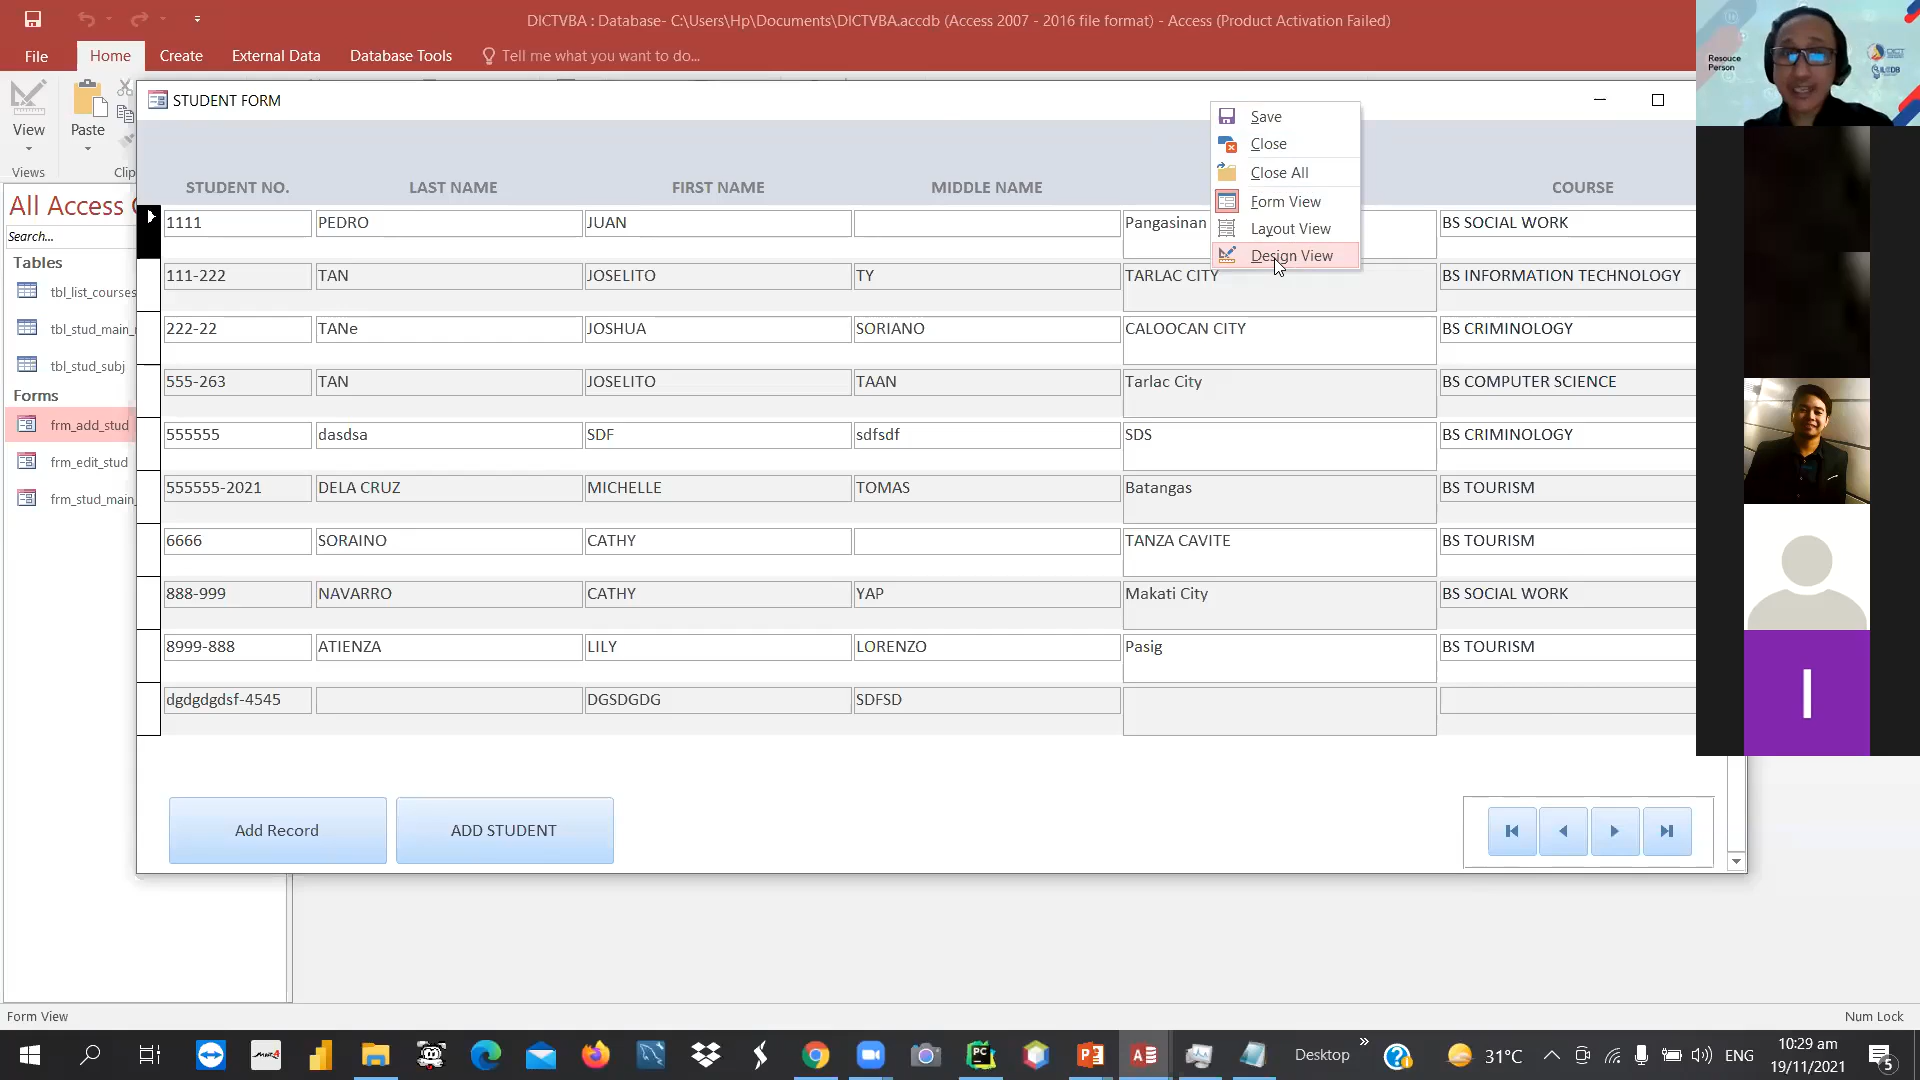 DICTVBA : Database- C:\Users\Hp\Documents\DICTVBA.accdb (Access 2007 - 2016 file format) - Access (Product Activation Failed)
File Home Create External Data Database Tools Tell me what you want to do...
View
Paste
Views
Clip
STUDENT FORM
Save
Close
Close All
Form View
Layout View
Design View
STUDENT NO. LAST NAME FIRST NAME MIDDLE NAME COURSE
1111 PEDRO JUAN Pangasinan BS SOCIAL WORK
111-222 TAN JOSELITO TY TARLAC CITY BS INFORMATION TECHNOLOGY
222-22 TANe JOSHUA SORIANO CALOOCAN CITY BS CRIMINOLOGY
555-263 TAN JOSELITO TAAN Tarlac City BS COMPUTER SCIENCE
555555 dasdsa SDF sdfsdf SDS BS CRIMINOLOGY
555555-2021 DELA CRUZ MICHELLE TOMAS Batangas BS TOURISM
6666 SORAINO CATHY TANZA CAVITE BS TOURISM
888-999 NAVARRO CATHY YAP Makati City BS SOCIAL WORK
8999-888 ATIENZA LILY LORENZO Pasig BS TOURISM
dgdgdgdsf-4545 DGSDGDG SDFSD
Add Record ADD STUDENT
All Access
Search...
Tables
tbl_list_courses
tbl_stud_main_
tbl_stud_subj
Forms
frm_add_stud
frm_edit_stud
frm_stud_main_
Resouce
Person
DICT
ILCDB
I
Form View
Num Lock
Desktop
31°C
ENG
10:29 am
19/11/2021
5